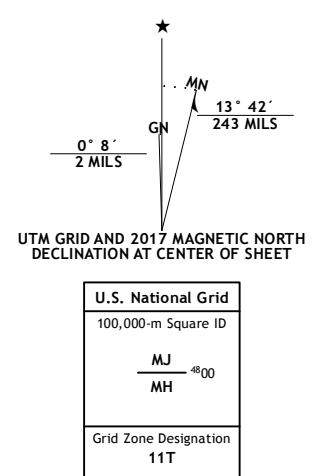 ★
MN
GN
13° 42´
243 MILS
0° 8´
2 MILS
UTM GRID AND 2017 MAGNETIC NORTH
DECLINATION AT CENTER OF SHEET
U.S. National Grid
100,000-m Square ID
MJ
4800
MH
Grid Zone Designation
11T